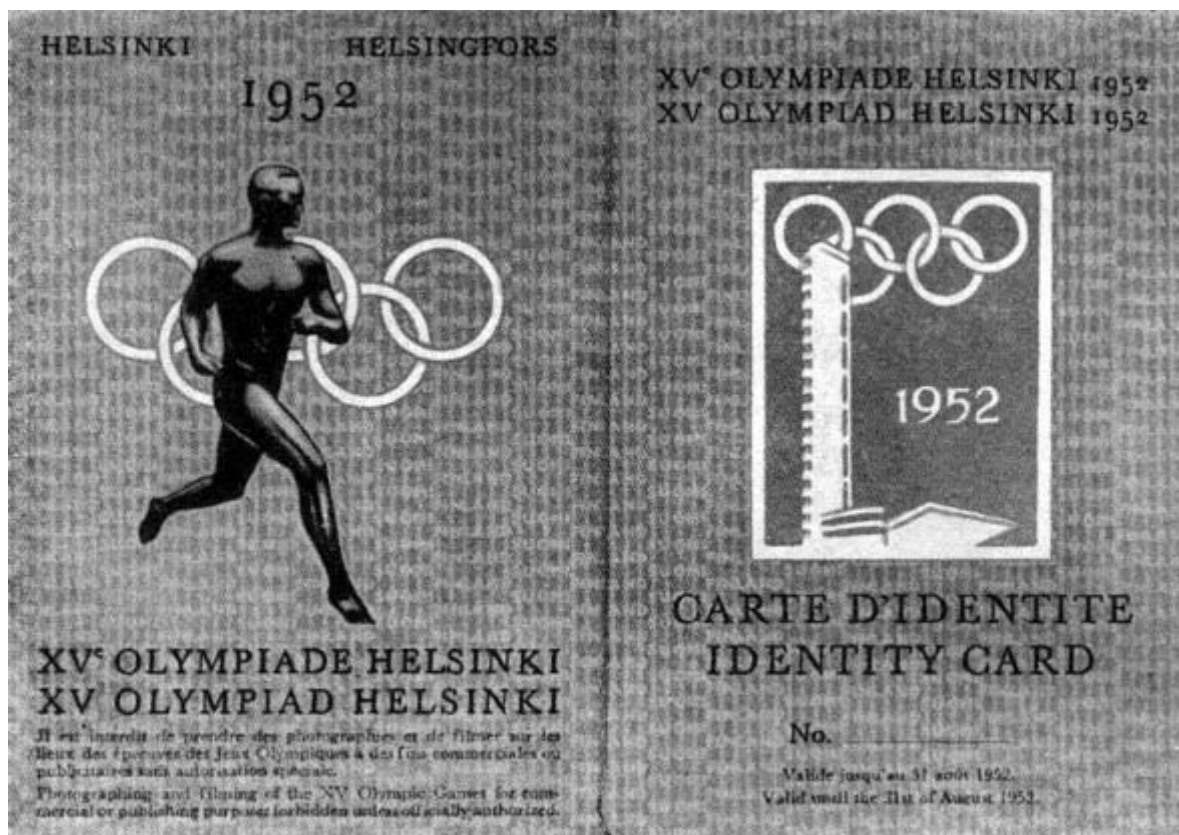 HELSINKI HELSINGFORS
1952
XVᵉ OLYMPIADE HELSINKI
XV OLYMPIAD HELSINKI
Il est interdit de prendre des photographies et de filmer sur les
lieux des épreuves des Jeux Olympiques à des fins commerciales ou
publicitaires sans autorisation spéciale.
Photographing and filming of the XV Olympic Games for com-
mercial or publishing purposes forbidden unless officially authorized.
XVᵉ OLYMPIADE HELSINKI 1952
XV OLYMPIAD HELSINKI 1952
1952
CARTE D'IDENTITE
IDENTITY CARD
No.
Valide jusqu'au 31 août 1952.
Valid until the 31st of August 1952.